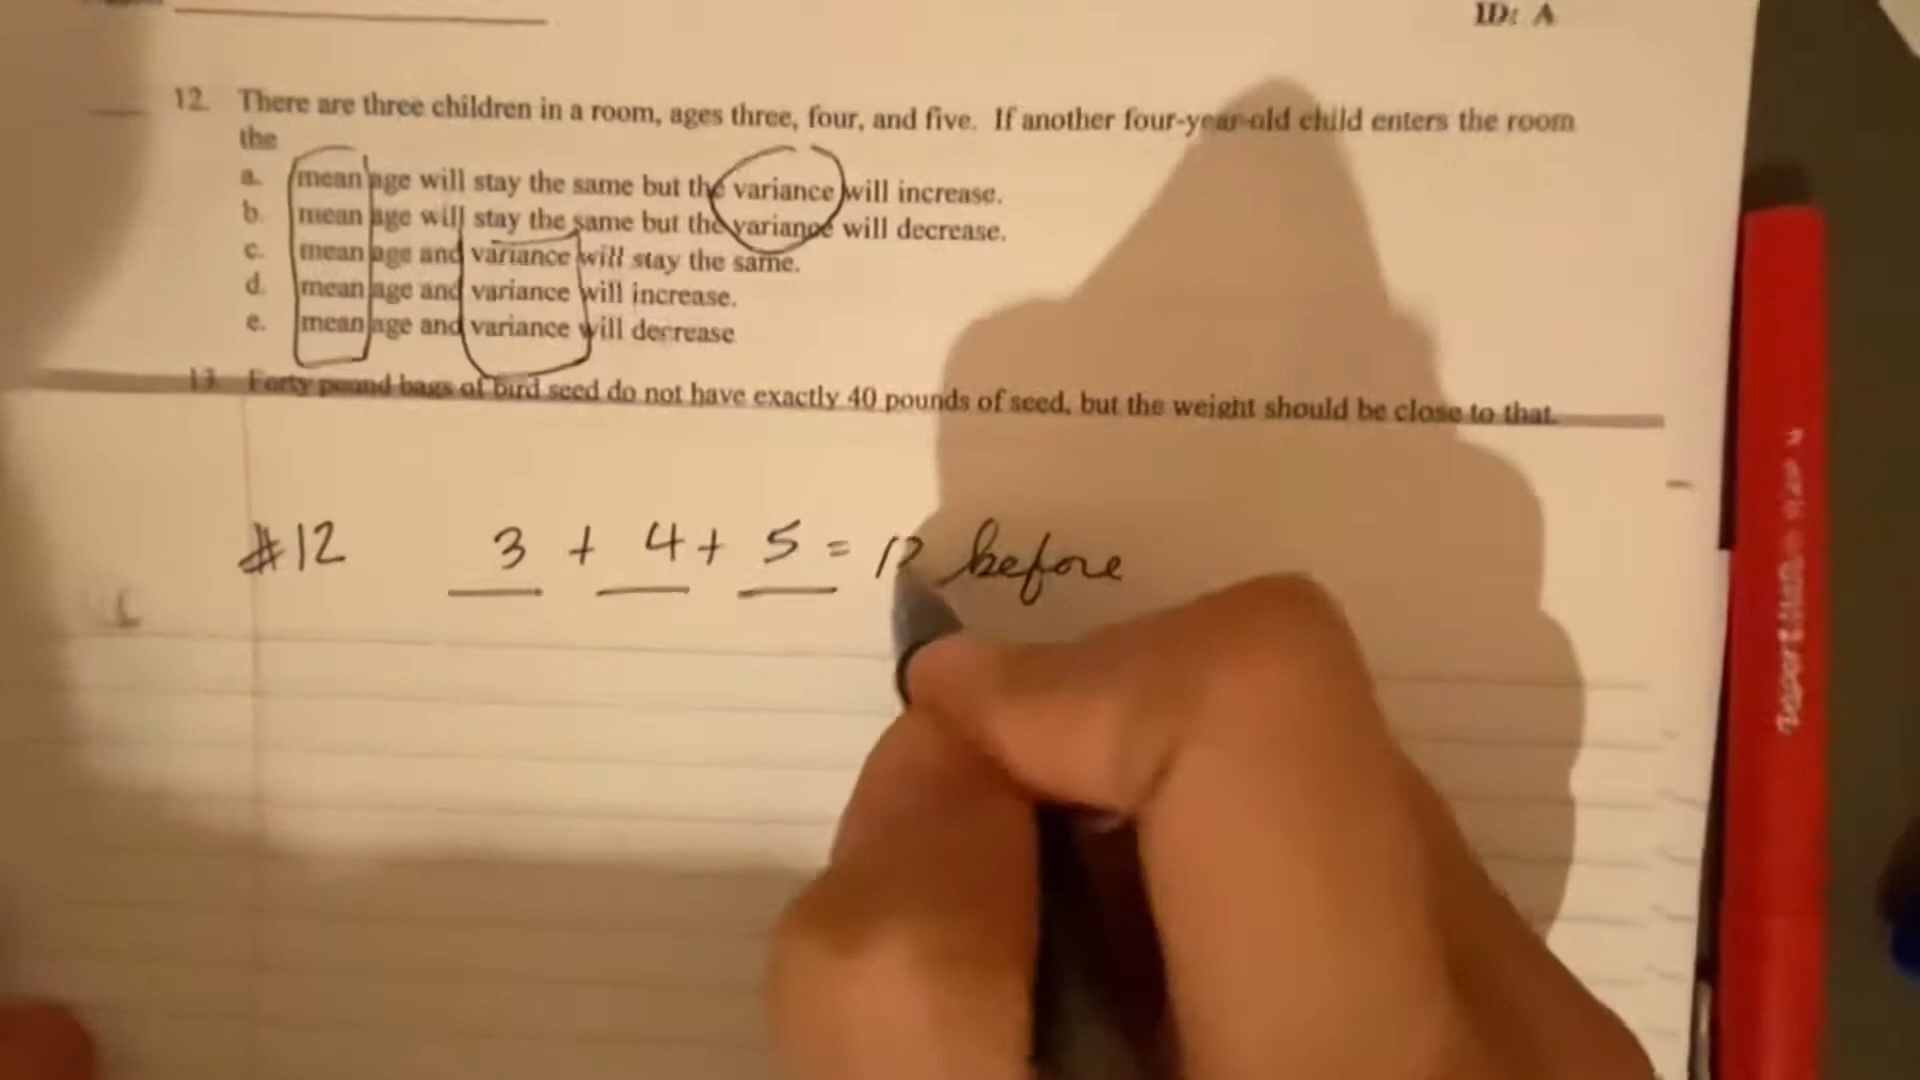 ID: A
12. There are three children in a room, ages three, four, and five. If another four-year-old child enters the room
the
a. mean age will stay the same but the variance will increase.
b. mean age will stay the same but the variance will decrease.
c. mean age and variance will stay the same.
d. mean age and variance will increase.
e. mean age and variance will decrease
13 Forty pound bags of bird seed do not have exactly 40 pounds of seed, but the weight should be close to that.
#12 3 + 4 + 5 = 12 before